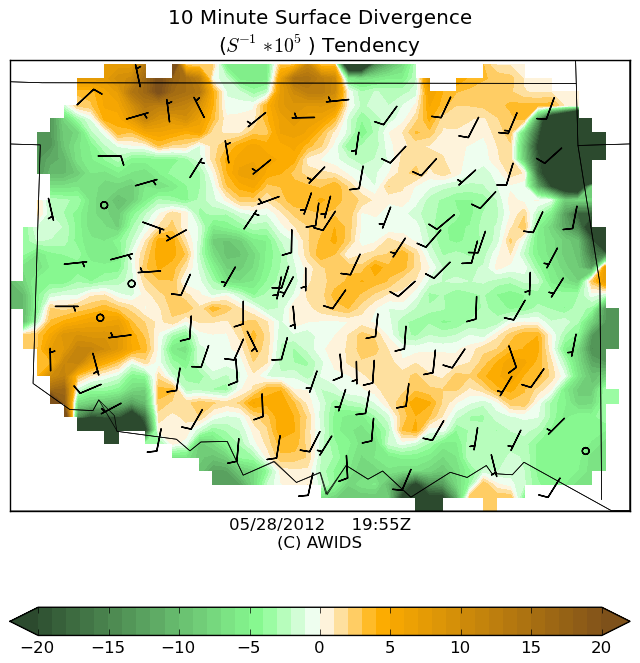 10 Minute Surface Divergence
(S⁻¹ * 10⁵ ) Tendency
05/28/2012 19:55Z
(C) AWIDS
−20 −15 −10 −5 0 5 10 15 20